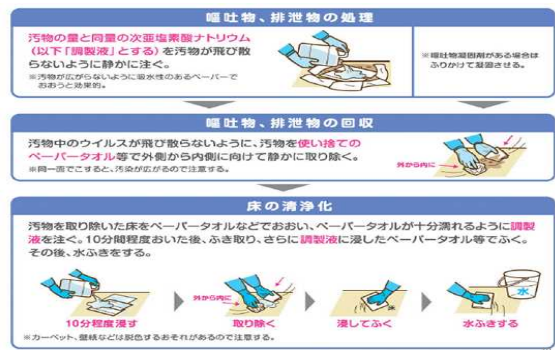 嘔吐物、排泄物の処理
汚物の量と同量の次亜塩素酸ナトリウム
(以下「調製液」とする)を汚物が飛び散
らないように静かに注ぐ。
※汚物が広がらないように吸水性のあるペーパーで
おおうと効果的。
※嘔吐物凝固剤がある場合は
ふりかけて凝固させる。
嘔吐物、排泄物の回収
汚物中のウイルスが飛び散らないように、汚物を使い捨ての
ペーパータオル等で外側から内側に向けて静かに取り除く。
※同一面でこすると、汚染が広がるので注意する。
外から内に
床の清浄化
汚物を取り除いた床をペーパータオルなどでおおい、ペーパータオルが十分濡れるように調製
液を注ぐ。10分間程度おいた後、ふき取り、さらに調製液に浸したペーパータオル等でふく。
その後、水ふきをする。
外から内に
水
10分程度浸す
取り除く
浸してふく
水ふきする
※カーペット、壁紙などは脱色するおそれがあるので注意する。